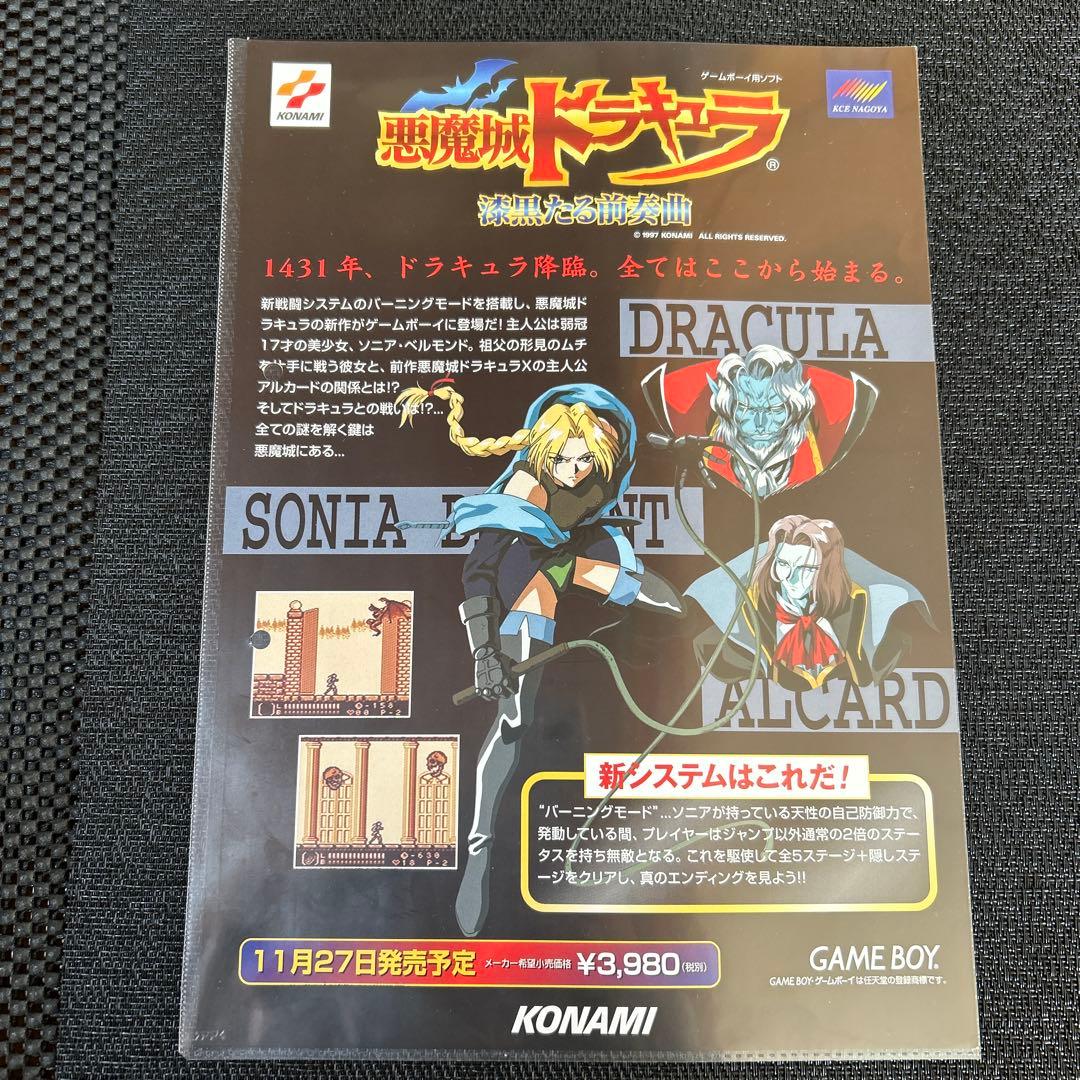 KONAMI
ゲームボーイ用ソフト
KCE NAGOYA
悪魔城ドラキュラ®
漆黒たる前奏曲
© 1997 KONAMI ALL RIGHTS RESERVED.
1431年、ドラキュラ降臨。全てはここから始まる。
新戦闘システムのバーニングモードを搭載し、悪魔城ド
ラキュラの新作がゲームボーイに登場だ!主人公は弱冠
17才の美少女、ソニア・ベルモンド。祖父の形見のムチ
を片手に戦う彼女と、前作悪魔城ドラキュラXの主人公
アルカードの関係とは!?
そしてドラキュラとの戦いは!?...
全ての謎を解く鍵は
悪魔城にある...
DRACULA
SONIA B NT
ALCARD
-158
00 P-2
-630
18 P-2
新システムはこれだ!
“バーニングモード”...ソニアが持っている天性の自己防御力で、
発動している間、プレイヤーはジャンプ以外通常の2倍のステー
タスを持ち無敵となる。これを駆使して全5ステージ+隠しステ
ージをクリアし、真のエンディングを見よう!!
11月27日発売予定 メーカー希望小売価格 ¥3,980(税別)
GAME BOY.
GAME BOY・ゲームボーイは任天堂の登録商標です。
KONAMI